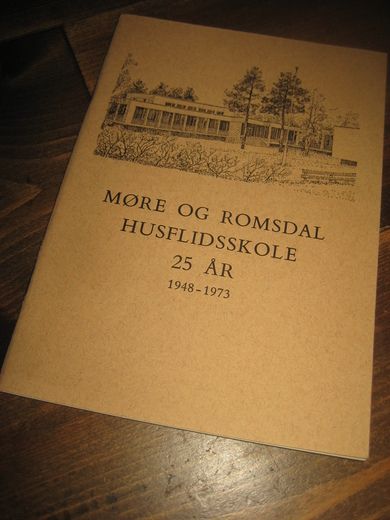 MØRE OG ROMSDAL
HUSFLIDSSKOLE
25 ÅR
1948-1973